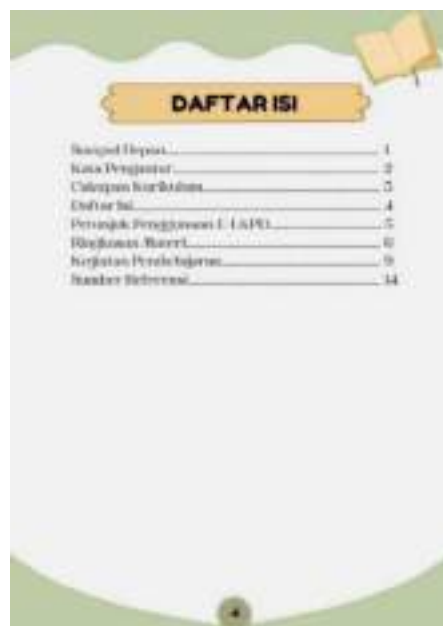 DAFTAR ISI
Sampul Depan 1
Kata Pengantar 2
Cakupan Kurikulum 3
Daftar Isi 4
Petunjuk Penggunaan E-LKPD 5
Ringkasan Materi 6
Kegiatan Pembelajaran 9
Sumber Referensi 14
4